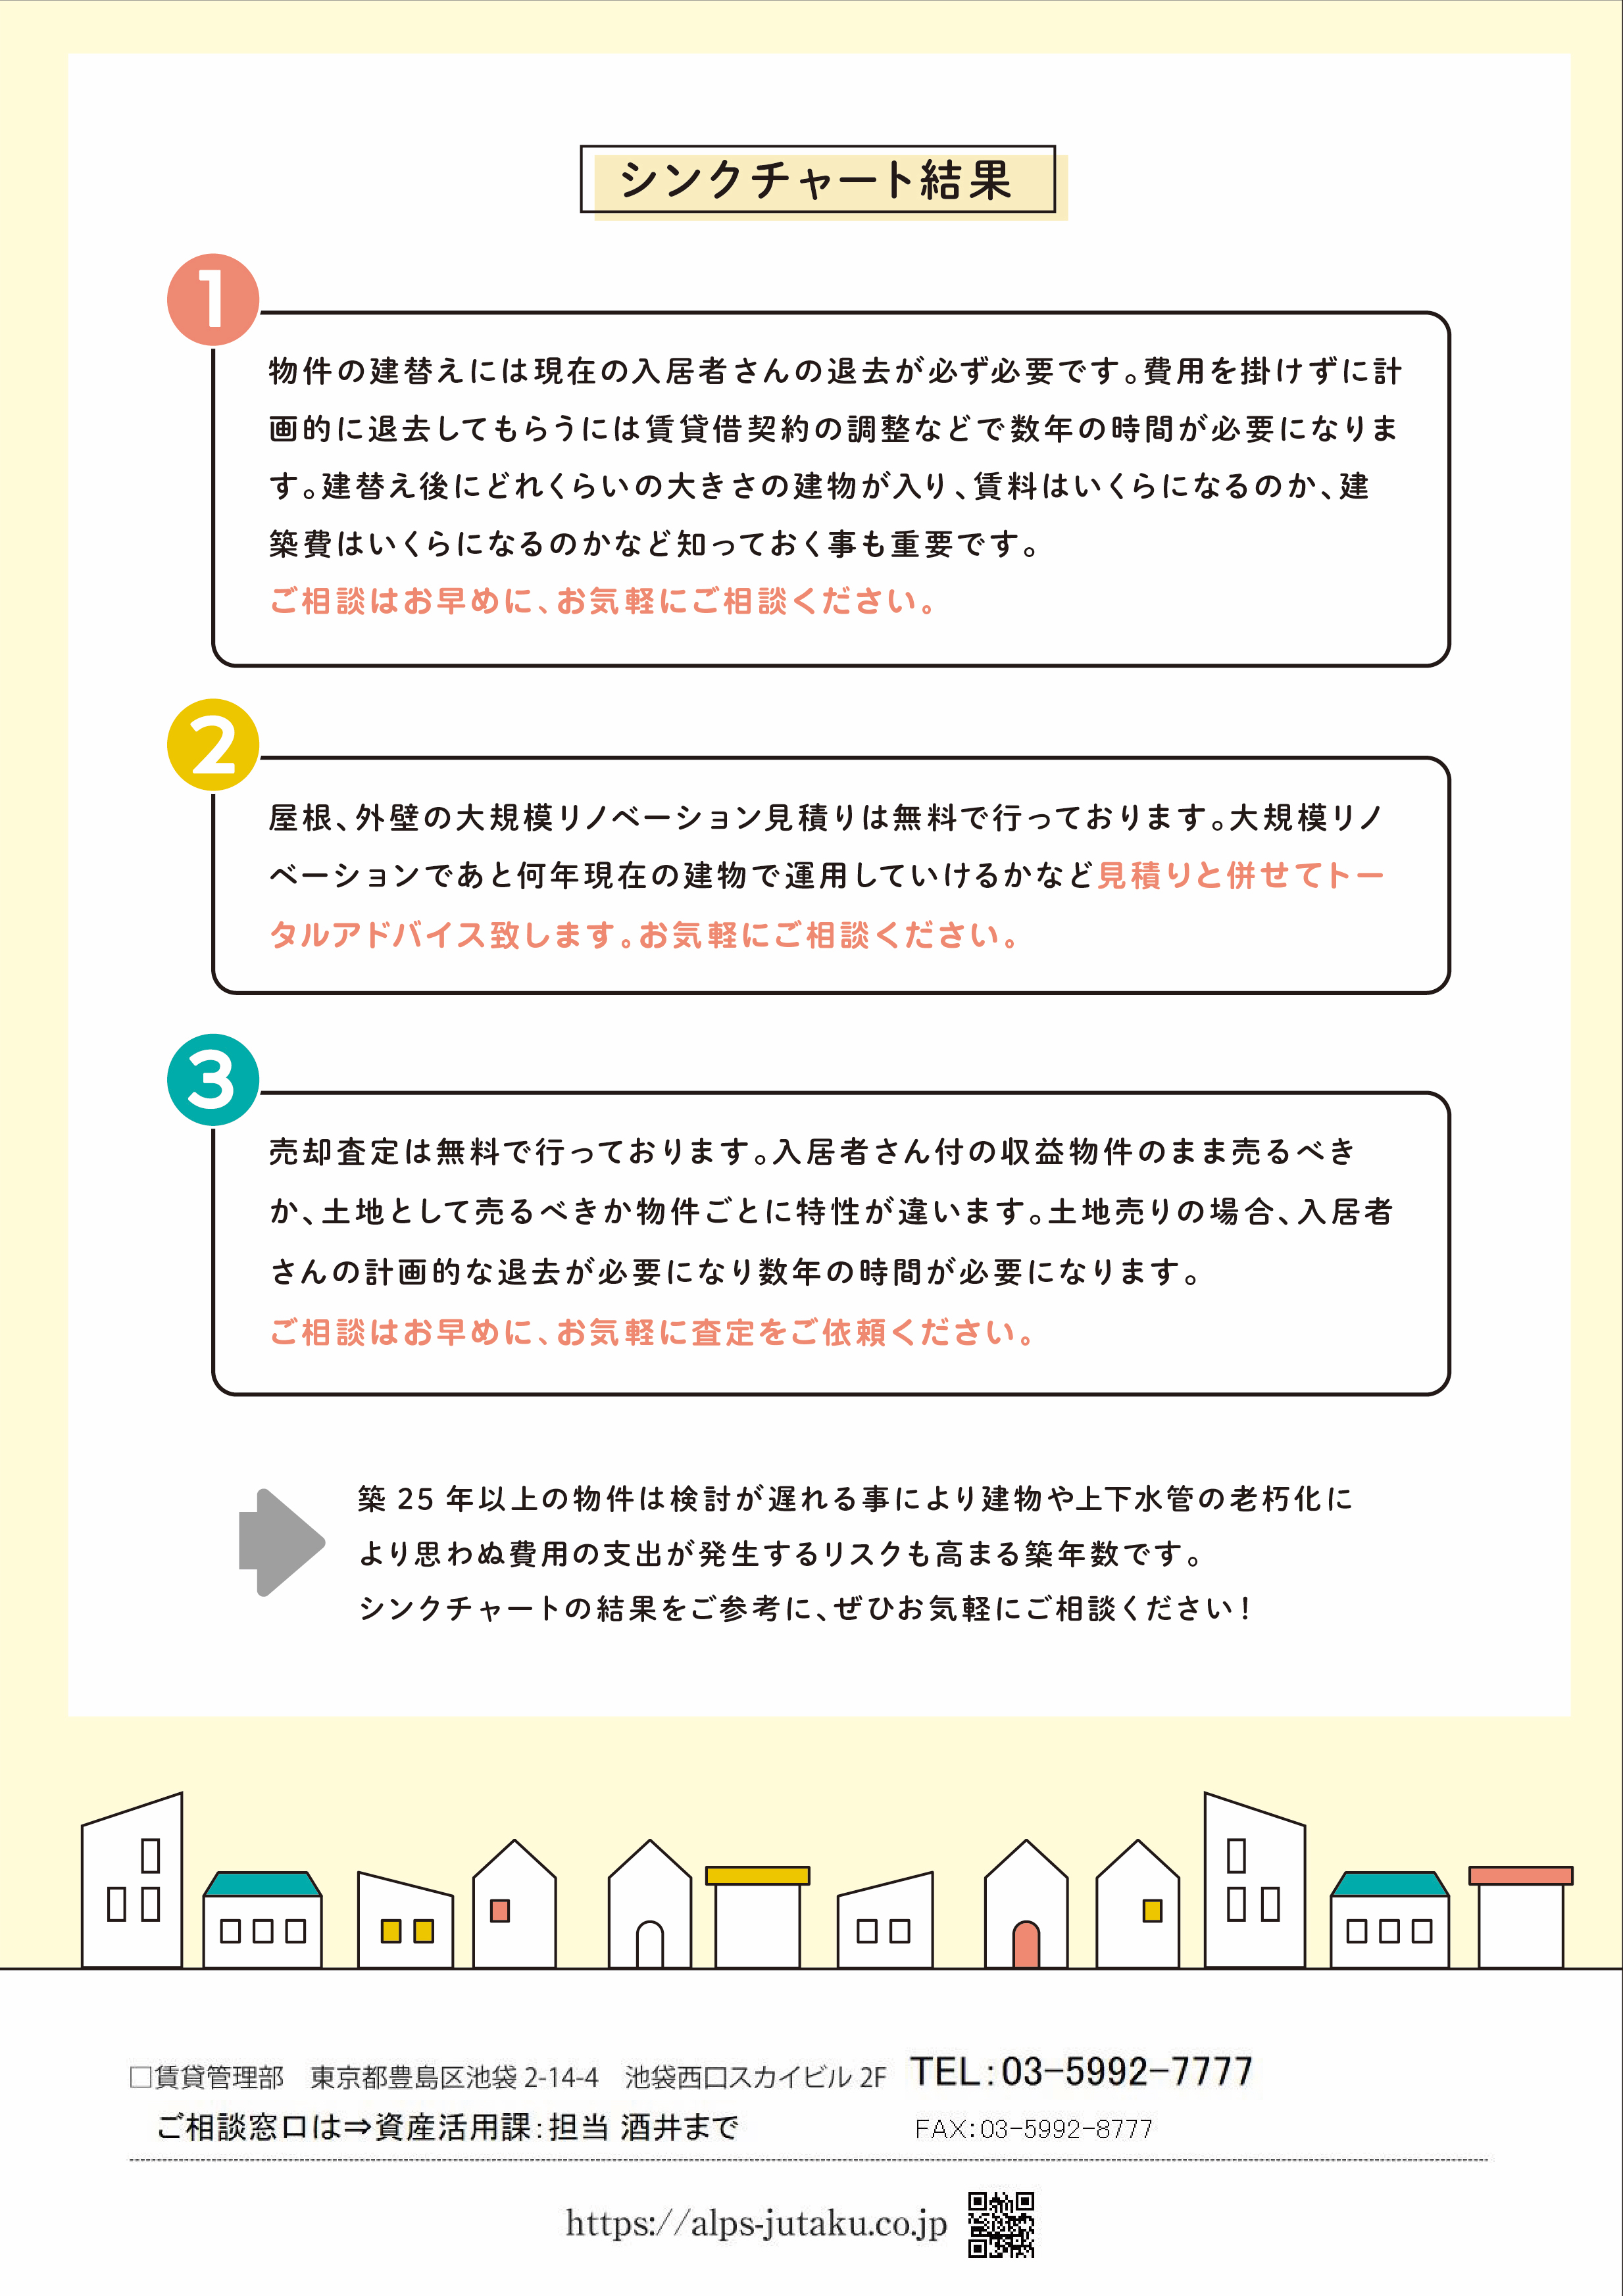 シンクチャート結果
1
物件の建替えには現在の入居者さんの退去が必ず必要です。費用を掛けずに計
画的に退去してもらうには賃貸借契約の調整などで数年の時間が必要になりま
す。建替え後にどれくらいの大きさの建物が入り、賃料はいくらになるのか、建
築費はいくらになるのかなど知っておく事も重要です。
ご相談はお早めに、お気軽にご相談ください。
2
屋根、外壁の大規模リノベーション見積りは無料で行っております。大規模リノ
ベーションであと何年現在の建物で運用していけるかなど見積りと併せてトー
タルアドバイス致します。お気軽にご相談ください。
3
売却査定は無料で行っております。入居者さん付の収益物件のまま売るべき
か、土地として売るべきか物件ごとに特性が違います。土地売りの場合、入居者
さんの計画的な退去が必要になり数年の時間が必要になります。
ご相談はお早めに、お気軽に査定をご依頼ください。
築 25 年以上の物件は検討が遅れる事により建物や上下水管の老朽化に
より思わぬ費用の支出が発生するリスクも高まる築年数です。
シンクチャートの結果をご参考に、ぜひお気軽にご相談ください！
□賃貸管理部　東京都豊島区池袋 2-14-4　池袋西口スカイビル 2F TEL：03-5992-7777
ご相談窓口は⇒資産活用課：担当 酒井まで FAX：03-5992-8777
https://alps-jutaku.co.jp